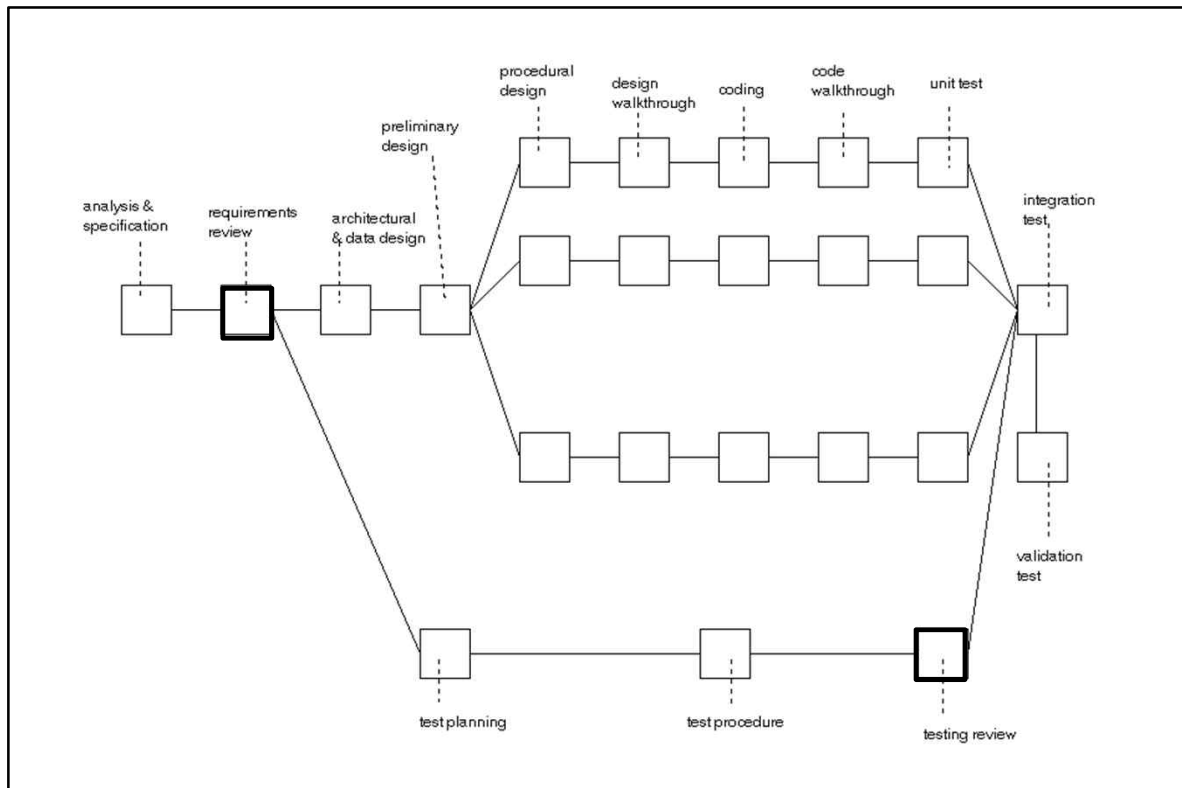 procedural
design
design
walkthrough
coding
code
walkthrough
unit test
preliminary
design
analysis &
specification
requirements
review
architectural
& data design
integration
test
validation
test
test planning
test procedure
testing review